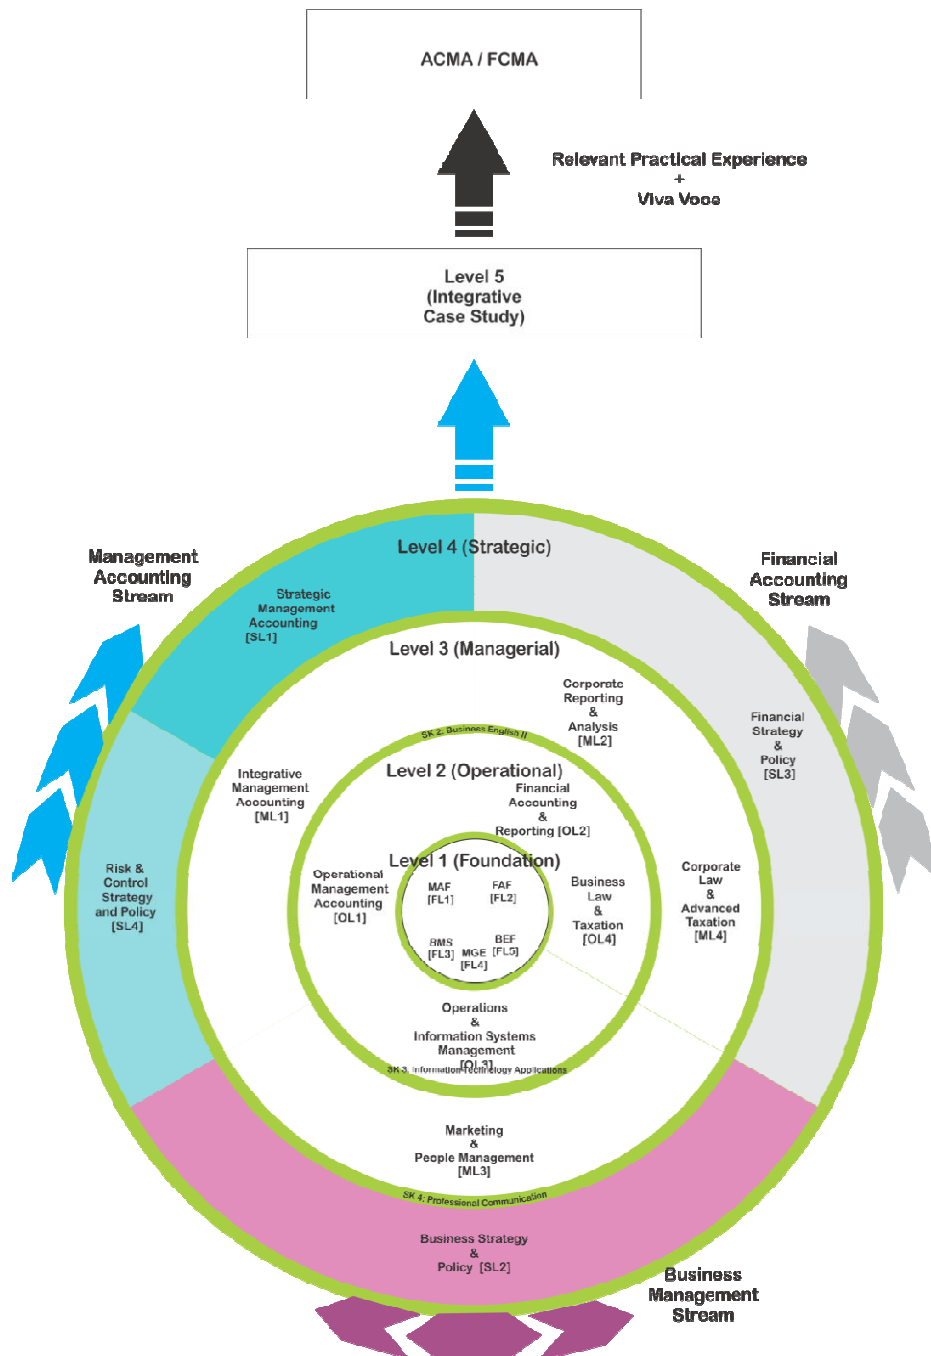 ACMA / FCMA
Relevant Practical Experience
+
Viva Voce
Level 5
(Integrative
Case Study)
Management
Accounting
Stream
Financial
Accounting
Stream
Level 4 (Strategic)
Strategic
Management
Accounting
[SL1]
Level 3 (Managerial)
Corporate
Reporting
&
Analysis
[ML2]
Financial
Strategy
&
Policy
[SL3]
SK 2: Business English II
Integrative
Management
Accounting
[ML1]
Level 2 (Operational)
Financial
Accounting
&
Reporting [OL2]
Level 1 (Foundation)
Risk &
Control
Strategy
and Policy
[SL4]
Operational
Management
Accounting
[OL1]
MAF
[FL1]
FAF
[FL2]
BMS
[FL3]
MGE
[FL4]
BEF
[FL5]
Business
Law
&
Taxation
[OL4]
Corporate
Law
&
Advanced
Taxation
[ML4]
Operations
&
Information Systems
Management
[OL3]
SK 3: Information Technology Applications
Marketing
&
People Management
[ML3]
SK 4: Professional Communication
Business Strategy
&
Policy [SL2]
Business
Management
Stream